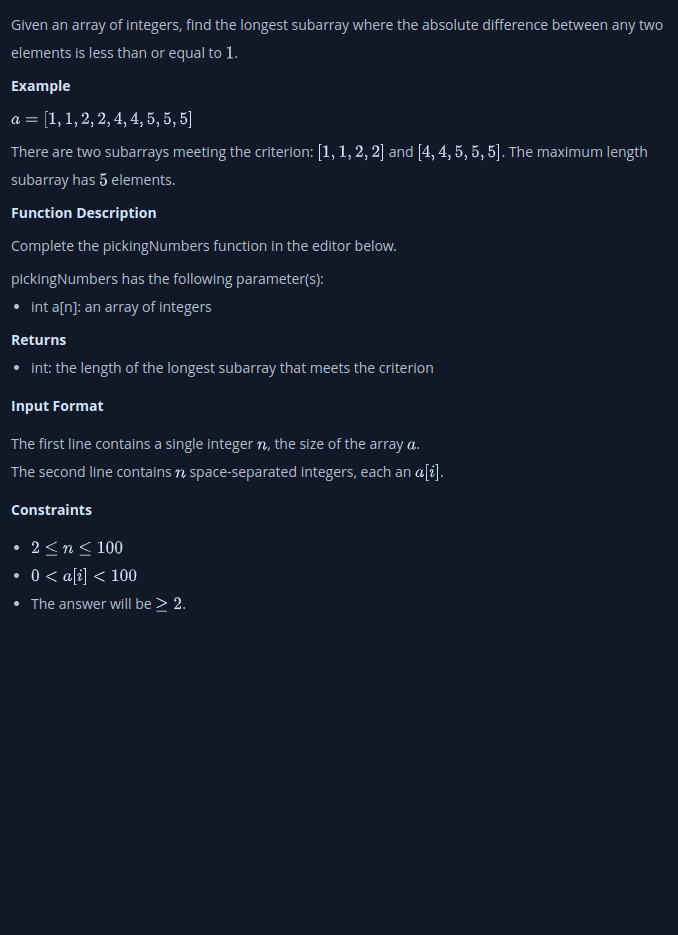 Given an array of integers, find the longest subarray where the absolute difference between any two
elements is less than or equal to 1.
Example
a = [1, 1, 2, 2, 4, 4, 5, 5, 5]
There are two subarrays meeting the criterion: [1, 1, 2, 2] and [4, 4, 5, 5, 5]. The maximum length
subarray has 5 elements.
Function Description
Complete the pickingNumbers function in the editor below.
pickingNumbers has the following parameter(s):
• int a[n]: an array of integers
Returns
• int: the length of the longest subarray that meets the criterion
Input Format
The first line contains a single integer n, the size of the array a.
The second line contains n space-separated integers, each an a[i].
Constraints
• 2 ≤ n ≤ 100
• 0 < a[i] < 100
• The answer will be ≥ 2.